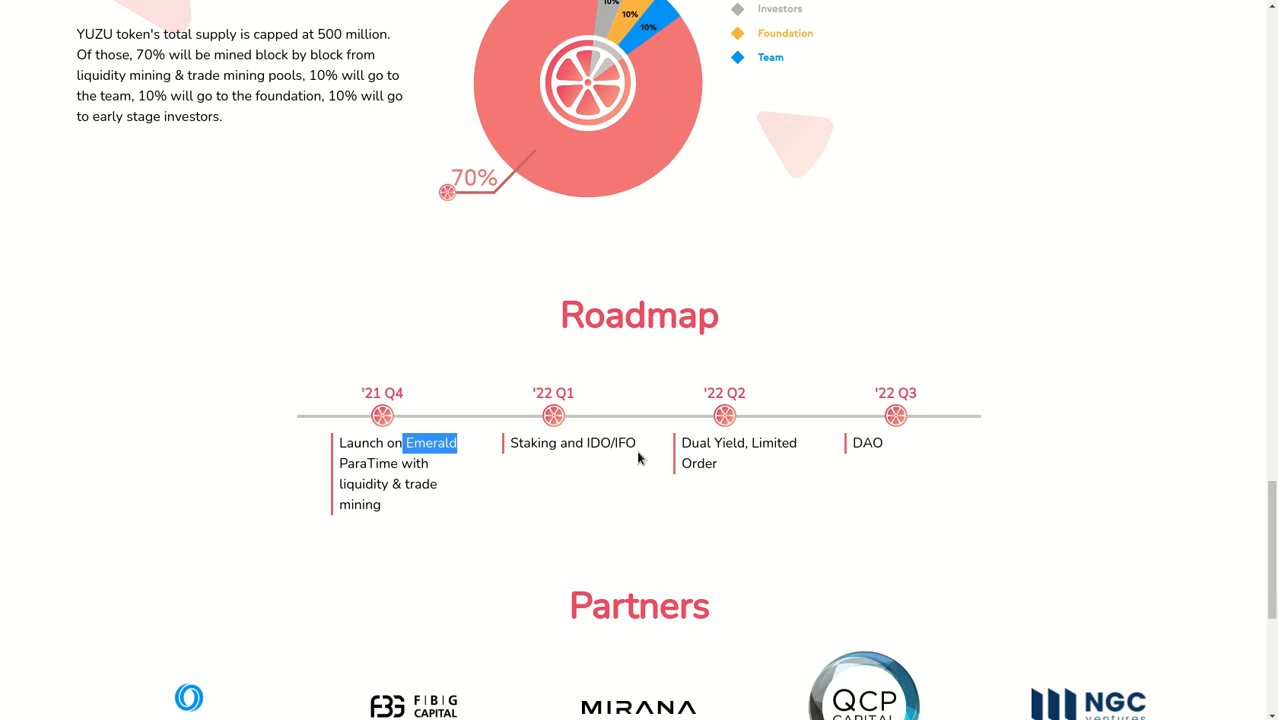 YUZU token's total supply is capped at 500 million.
Of those, 70% will be mined block by block from
liquidity mining & trade mining pools, 10% will go to
the team, 10% will go to the foundation, 10% will go
to early stage investors.
10%
10%
10%
70%
Investors
Foundation
Team
Roadmap
'21 Q4
Launch on Emerald
ParaTime with
liquidity & trade
mining
'22 Q1
Staking and IDO/IFO
'22 Q2
Dual Yield, Limited
Order
'22 Q3
DAO
Partners
FBG
CAPITAL
MIRANA
QCP
CAPITAL
NGC
ventures